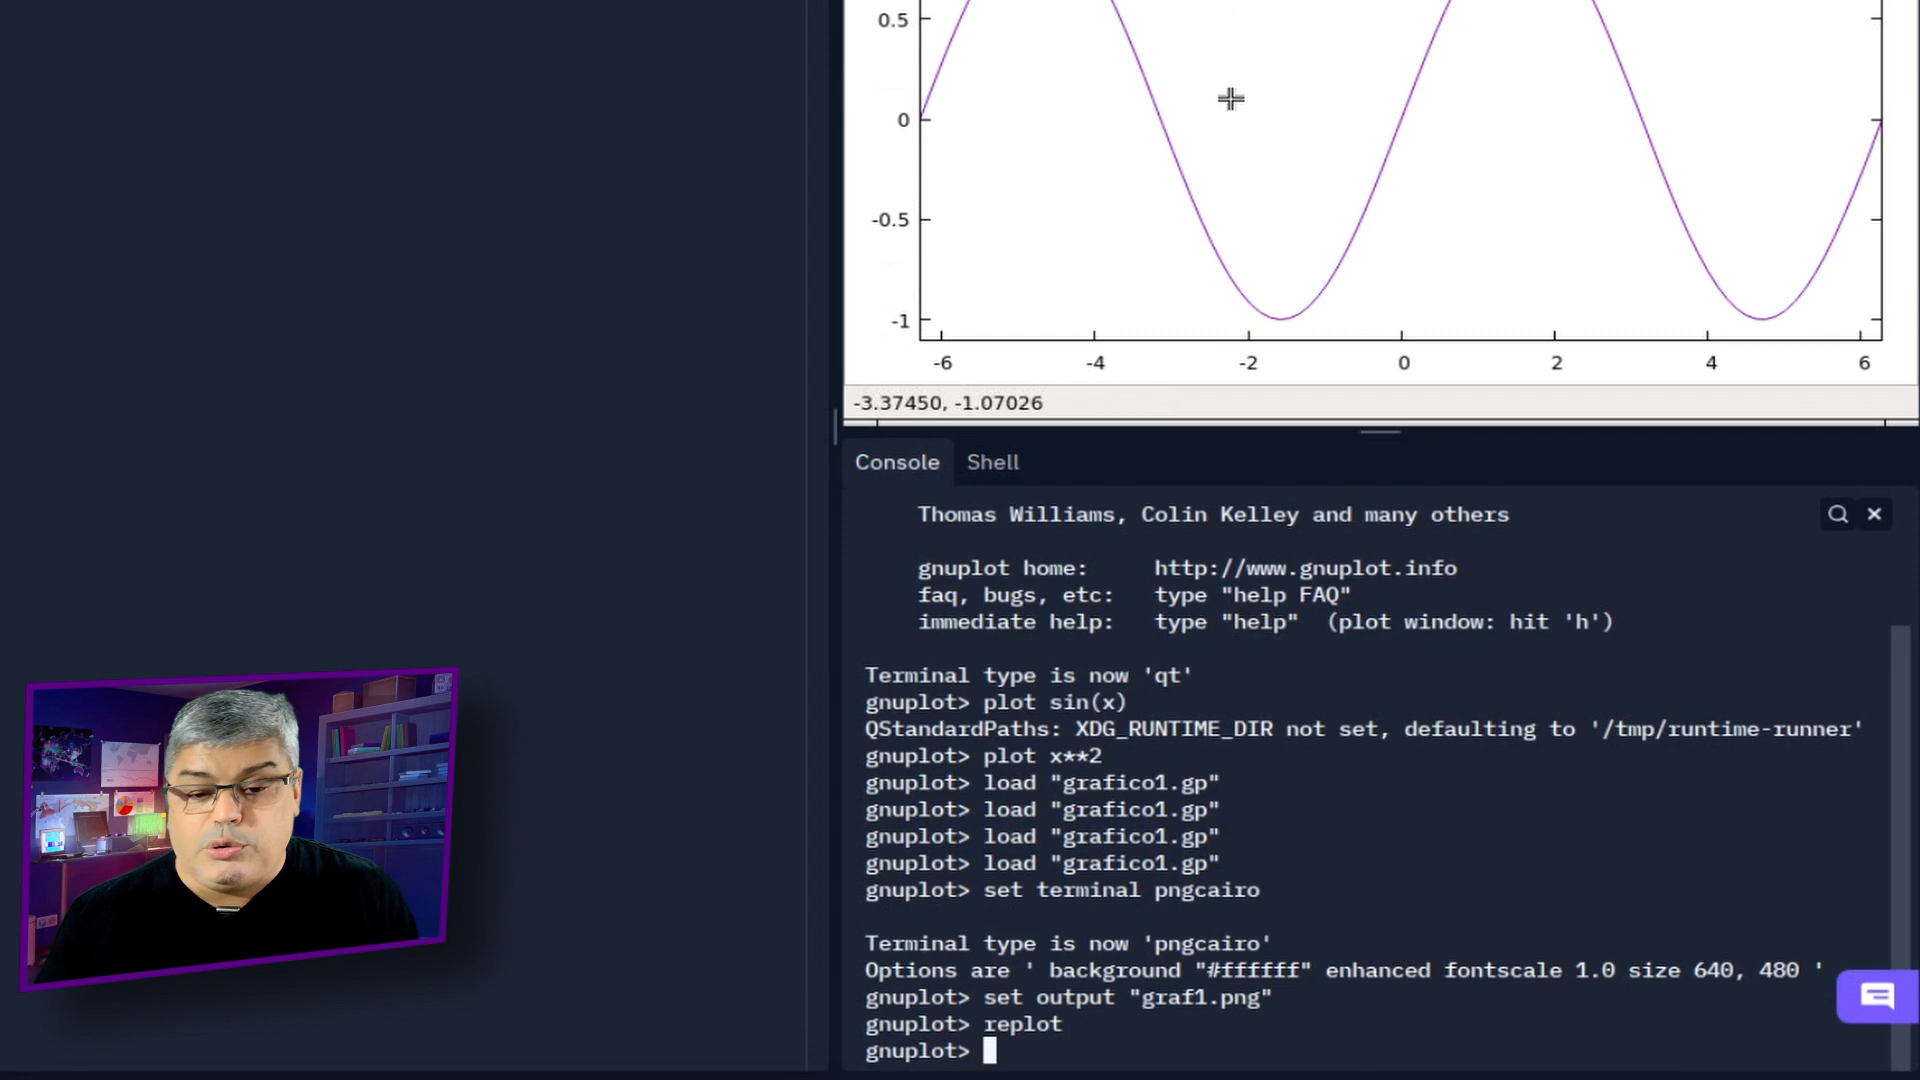 0.5
0
-0.5
-1
-6 -4 -2 0 2 4 6
-3.37450, -1.07026
Console Shell
Thomas Williams, Colin Kelley and many others
gnuplot home: http://www.gnuplot.info
faq, bugs, etc: type "help FAQ"
immediate help: type "help" (plot window: hit 'h')
Terminal type is now 'qt'
gnuplot> plot sin(x)
QStandardPaths: XDG_RUNTIME_DIR not set, defaulting to '/tmp/runtime-runner'
gnuplot> plot x**2
gnuplot> load "grafico1.gp"
gnuplot> load "grafico1.gp"
gnuplot> load "grafico1.gp"
gnuplot> load "grafico1.gp"
gnuplot> set terminal pngcairo
Terminal type is now 'pngcairo'
Options are ' background "#ffffff" enhanced fontscale 1.0 size 640, 480 '
gnuplot> set output "graf1.png"
gnuplot> replot
gnuplot>